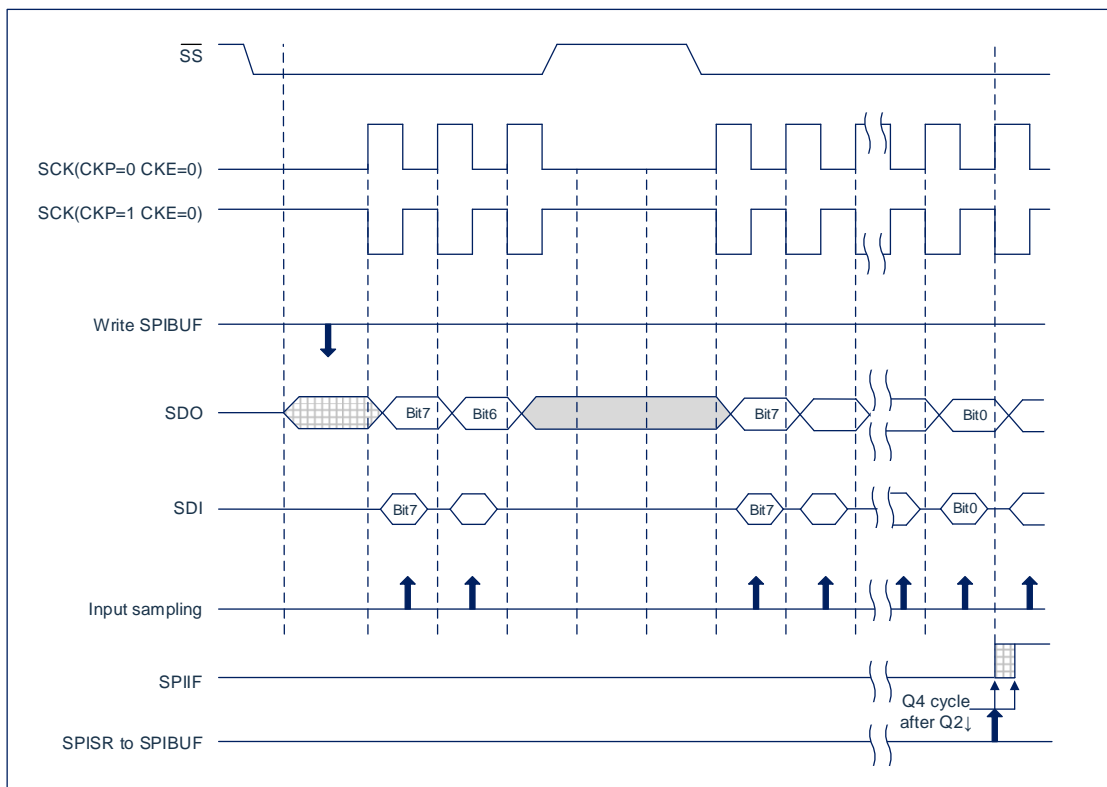 SS
SCK(CKP=0 CKE=0)
SCK(CKP=1 CKE=0)
Write SPIBUF
SDO
Bit7
Bit6
Bit7
Bit0
SDI
Bit7
Bit7
Bit0
Input sampling
SPIIF
Q4 cycle
after Q2↓
SPISR to SPIBUF